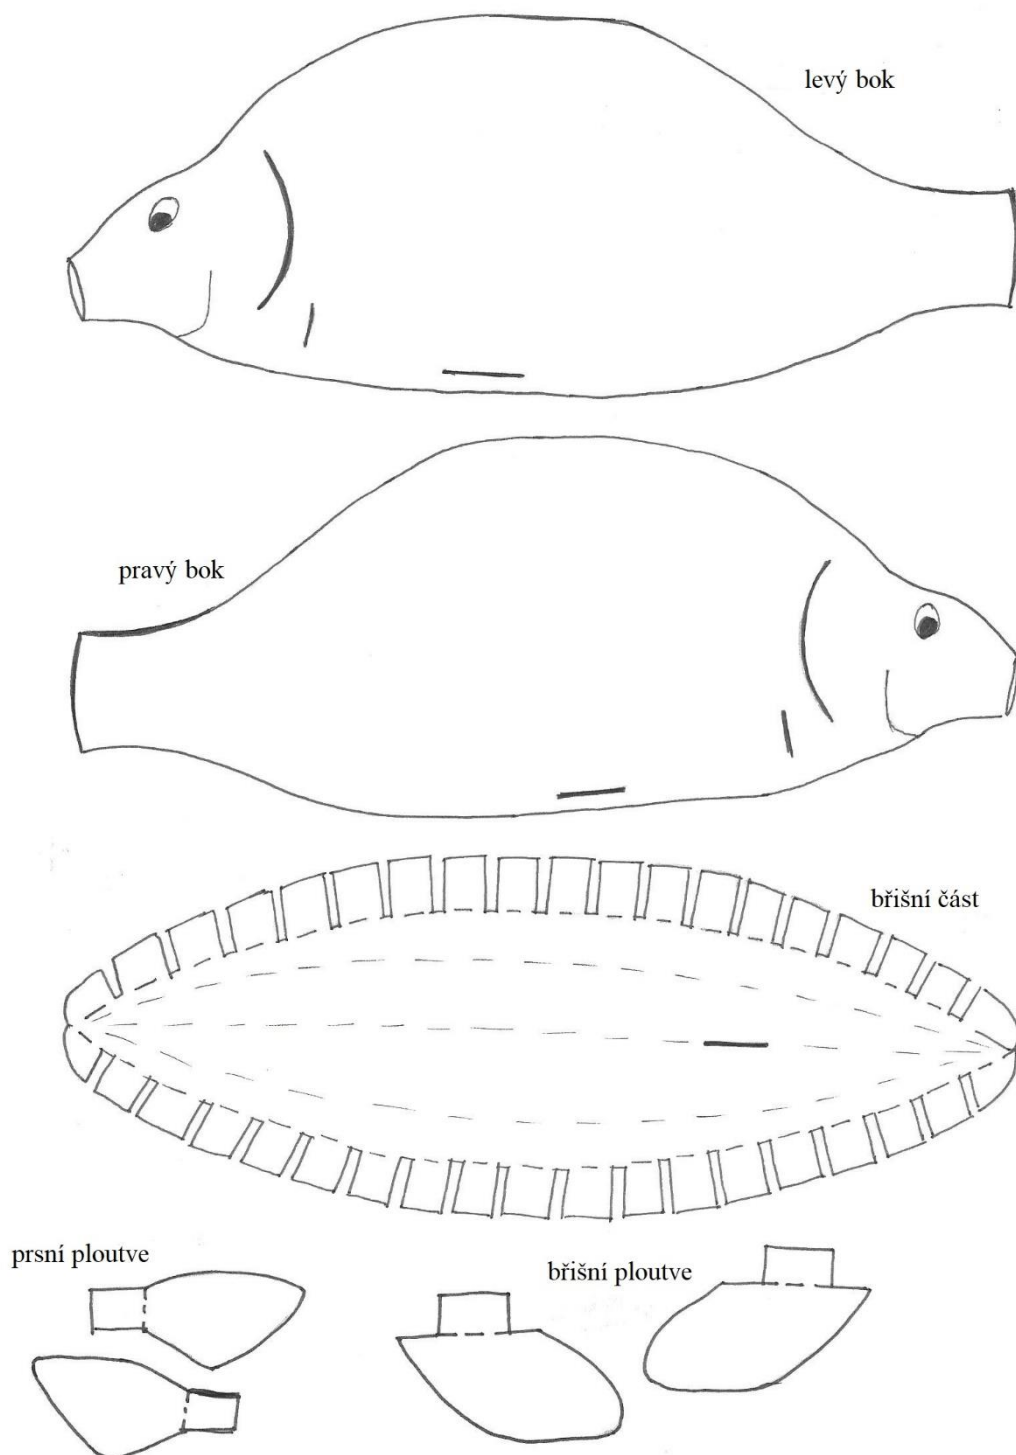 levý bok
pravý bok
břišní část
prsní ploutve
břišní ploutve